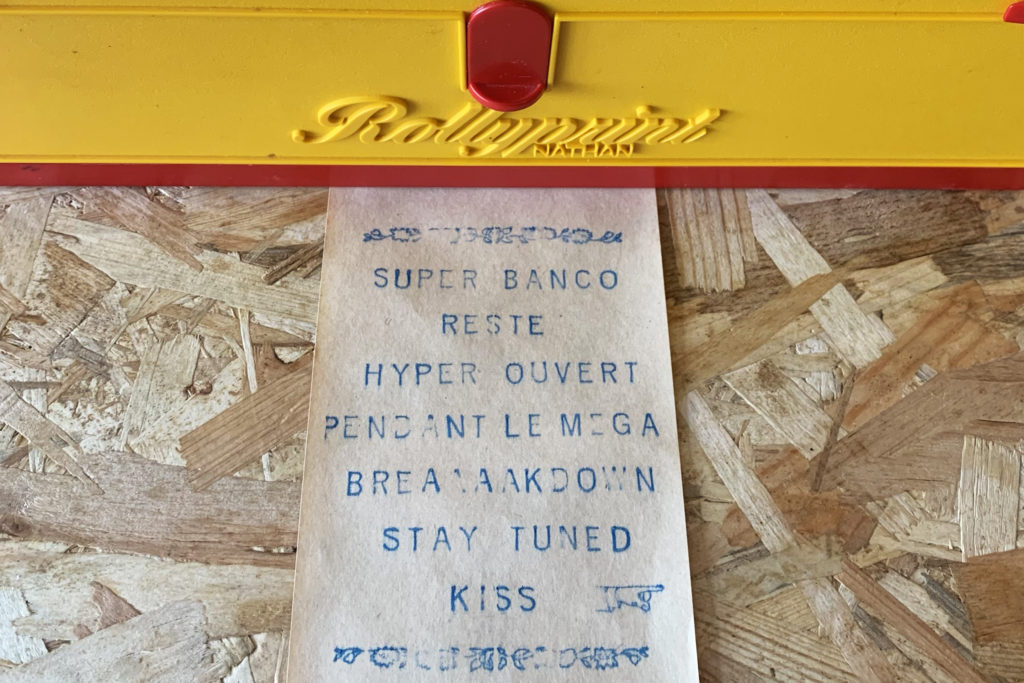 Rollyprint
NATHAN
SUPER BANCO
RESTE
HYPER OUVERT
PENDANT LE MEGA
BREAAAAKDOWN
STAY TUNED
KISS